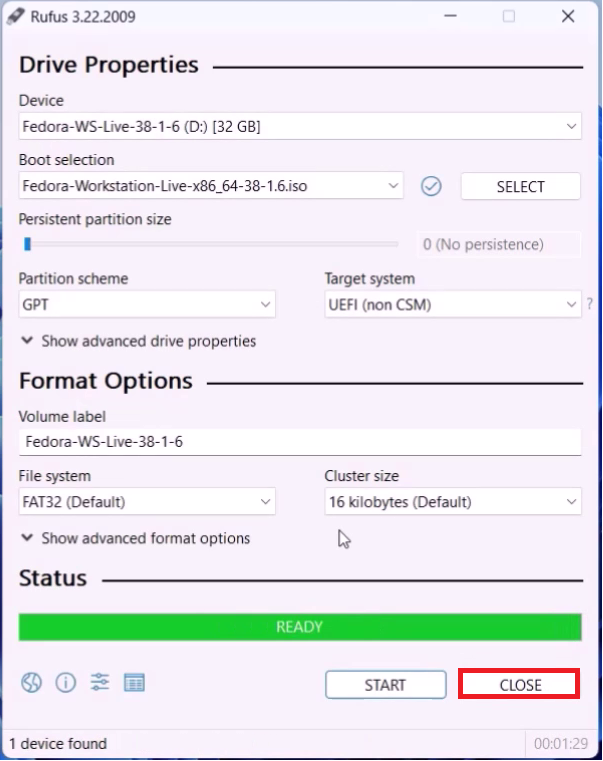 Rufus 3.22.2009
Drive Properties
Device
Fedora-WS-Live-38-1-6 (D:) [32 GB]
Boot selection
Fedora-Workstation-Live-x86_64-38-1.6.iso
SELECT
Persistent partition size
0 (No persistence)
Partition scheme
Target system
GPT
UEFI (non CSM)
?
Show advanced drive properties
Format Options
Volume label
Fedora-WS-Live-38-1-6
File system
Cluster size
FAT32 (Default)
16 kilobytes (Default)
Show advanced format options
Status
READY
START
CLOSE
1 device found
00:01:29